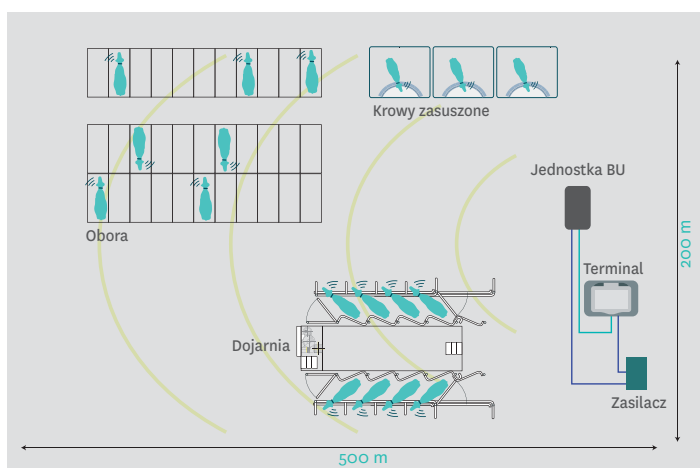 Krowy zasuszone
Jednostka BU
Obora
Terminal
200 m
Dojarnia
Zasilacz
500 m